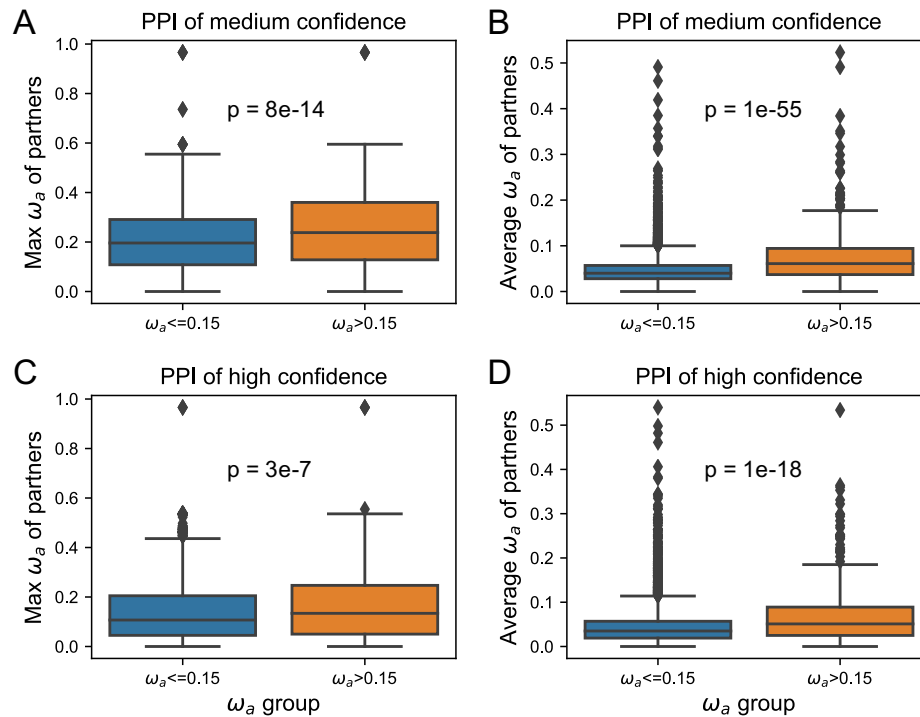 A
PPI of medium confidence
Max ωₐ of partners
1.0
0.8
0.6
0.4
0.2
0.0
p = 8e-14
ωₐ<=0.15
ωₐ>0.15
B
PPI of medium confidence
Average ωₐ of partners
0.5
0.4
0.3
0.2
0.1
0.0
p = 1e-55
ωₐ<=0.15
ωₐ>0.15
C
PPI of high confidence
Max ωₐ of partners
1.0
0.8
0.6
0.4
0.2
0.0
p = 3e-7
ωₐ<=0.15
ωₐ>0.15
ωₐ group
D
PPI of high confidence
Average ωₐ of partners
0.5
0.4
0.3
0.2
0.1
0.0
p = 1e-18
ωₐ<=0.15
ωₐ>0.15
ωₐ group